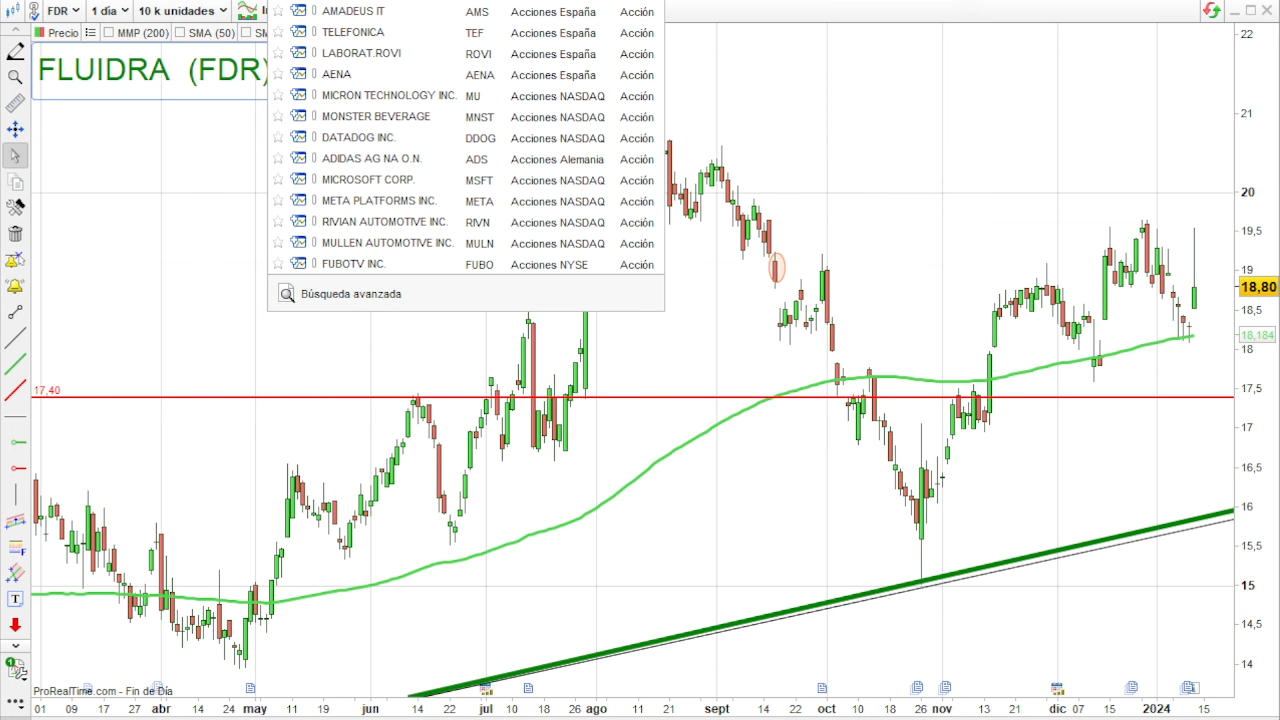 FDR 1 día 10 k unidades
Precio MMP (200) SMA (50)
FLUIDRA (FDR)
AMADEUS IT AMS Acciones España Acción
TELEFONICA TEF Acciones España Acción
LABORAT.ROVI ROVI Acciones España Acción
AENA AENA Acciones España Acción
MICRON TECHNOLOGY INC. MU Acciones NASDAQ Acción
MONSTER BEVERAGE MNST Acciones NASDAQ Acción
DATADOG INC. DDOG Acciones NASDAQ Acción
ADIDAS AG NA O.N. ADS Acciones Alemania Acción
MICROSOFT CORP. MSFT Acciones NASDAQ Acción
META PLATFORMS INC. META Acciones NASDAQ Acción
RIVIAN AUTOMOTIVE INC. RIVN Acciones NASDAQ Acción
MULLEN AUTOMOTIVE INC. MULN Acciones NASDAQ Acción
FUBOTV INC. FUBO Acciones NYSE Acción
Búsqueda avanzada
22
21
20
19,5
19
18,80
18,5
18,184
18
17,5
17,40
17
16,5
16
15,5
15
14,5
14
ProRealTime.com - Fin de Día
01 09 17 27 abr 14 24 may 11 19 jun 14 22 jul 10 18 26 ago 21 sept 14 22 oct 10 18 26 nov 13 21 dic 07 15 2024 15